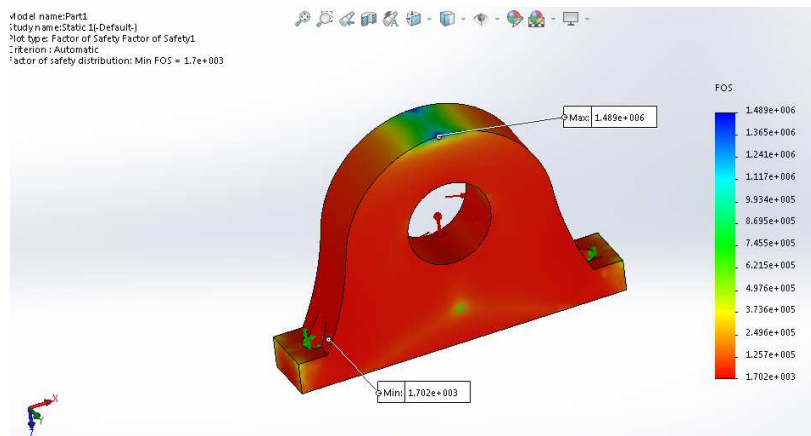 Model name:Part1
Study name:Static 1(-Default-)
Plot type: Factor of Safety Factor of Safety1
Criterion : Automatic
Factor of safety distribution: Min FOS = 1.7e+003
FOS
Max: 1.489e+006
1.489e+006
1.365e+006
1.241e+006
1.117e+006
9.934e+005
8.695e+005
7.455e+005
6.215e+005
4.976e+005
3.736e+005
2.496e+005
1.257e+005
1.702e+003
Min: 1.702e+003
X
Y
Z